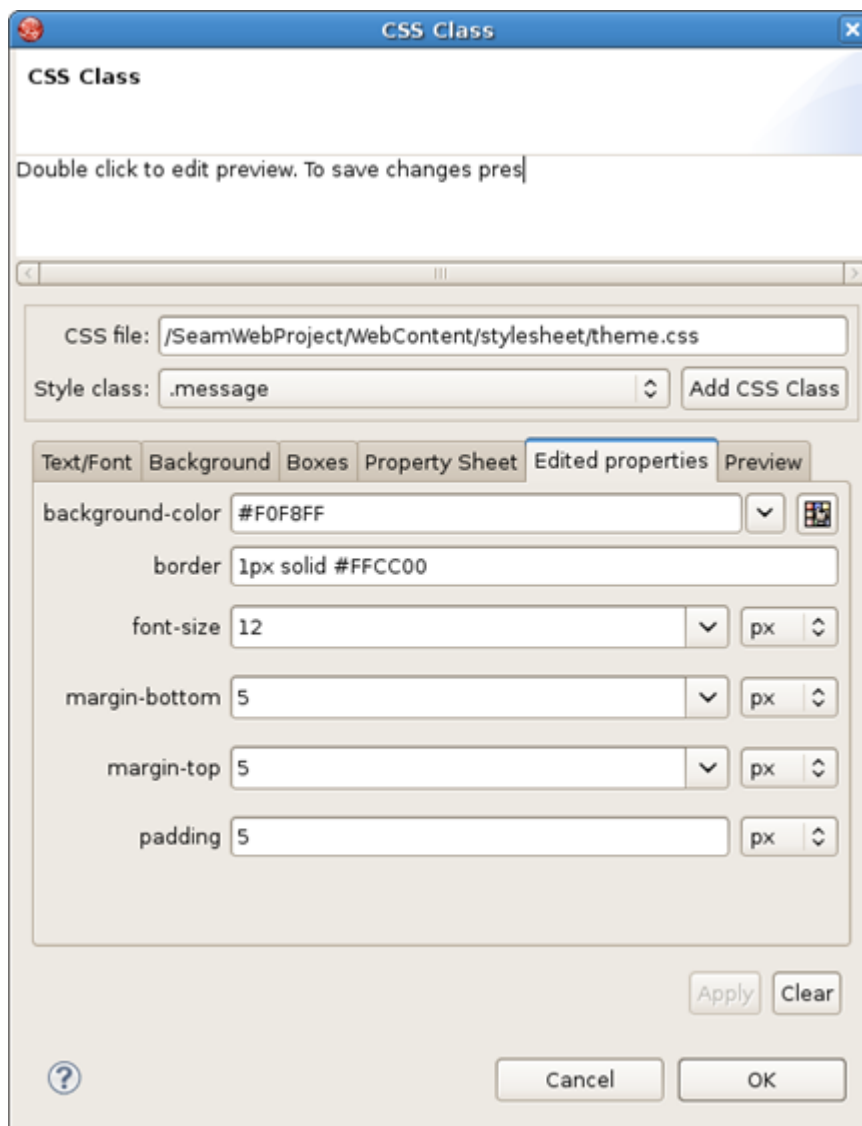 CSS Class
CSS Class
Double click to edit preview. To save changes pres
CSS file: /SeamWebProject/WebContent/stylesheet/theme.css
Style class: .message Add CSS Class
Text/Font Background Boxes Property Sheet Edited properties Preview
background-color #F0F8FF
border 1px solid #FFCC00
font-size 12 px
margin-bottom 5 px
margin-top 5 px
padding 5 px
Apply Clear
? Cancel OK